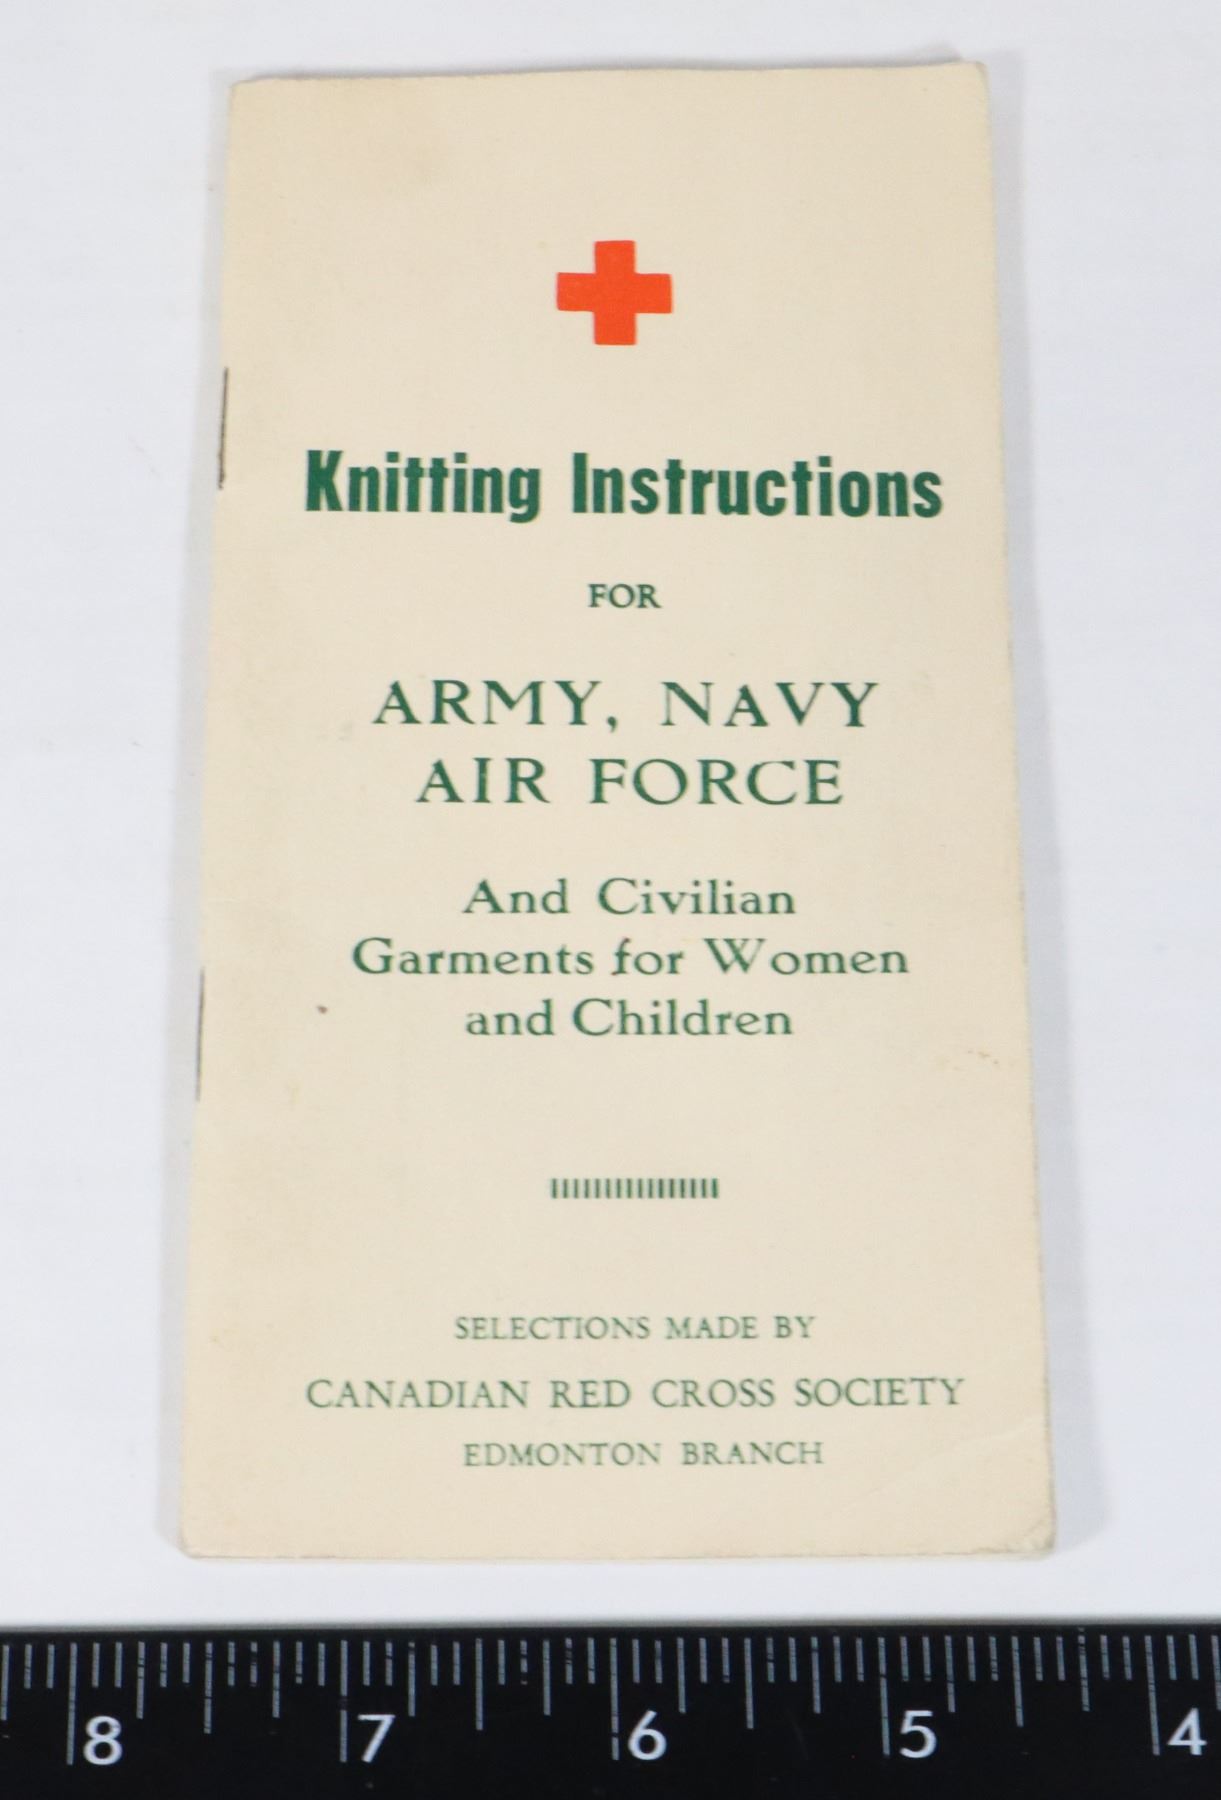 Knitting Instructions
FOR
ARMY, NAVY
AIR FORCE
And Civilian
Garments for Women
and Children
SELECTIONS MADE BY
CANADIAN RED CROSS SOCIETY
EDMONTON BRANCH
8 7 6 5 4